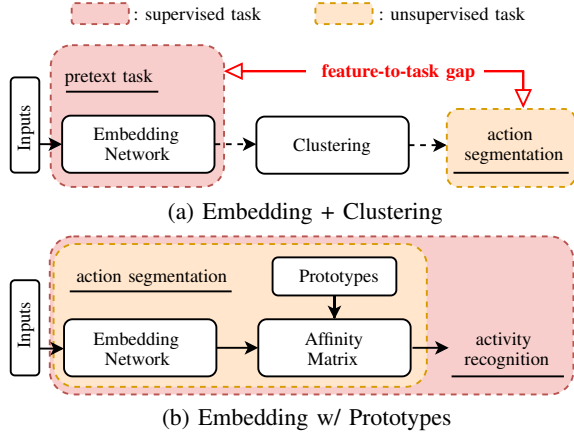 : supervised task
: unsupervised task
pretext task
feature-to-task gap
Inputs
Embedding
Network
Clustering
action
segmentation
(a) Embedding + Clustering
action segmentation
Prototypes
Inputs
Embedding
Network
Affinity
Matrix
activity
recognition
(b) Embedding w/ Prototypes